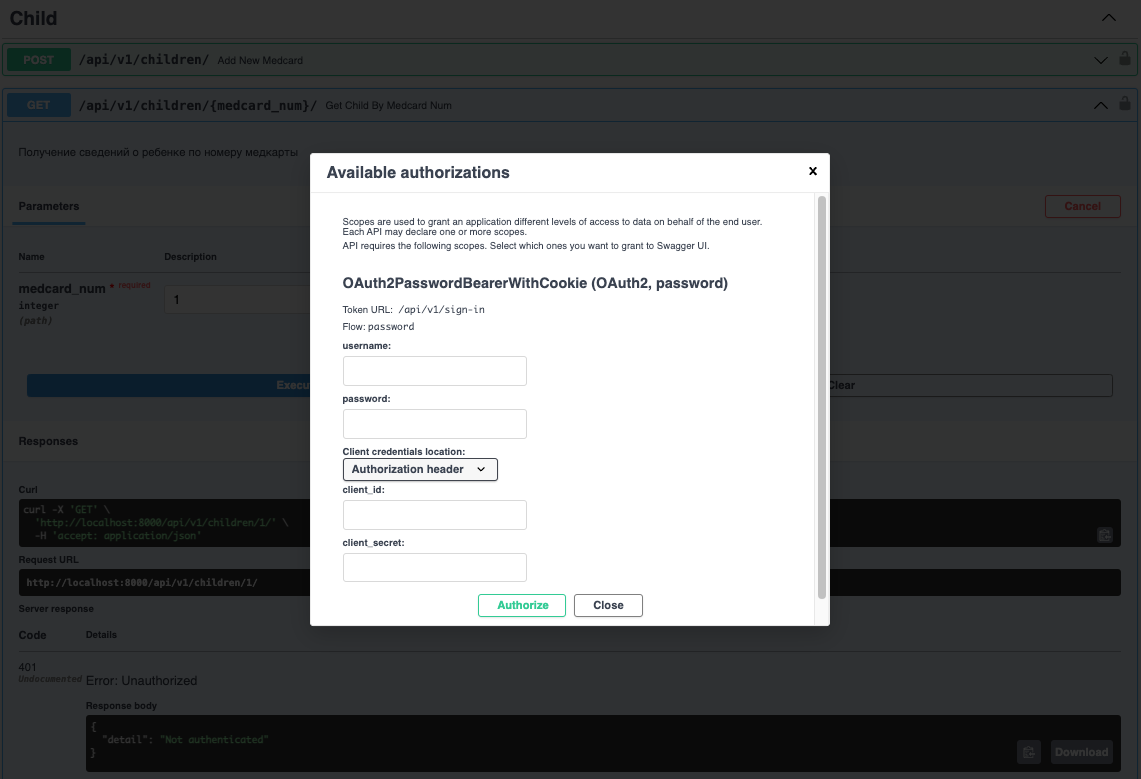 Child
POST /api/v1/children/ Add New Medcard
GET /api/v1/children/{medcard_num}/ Get Child By Medcard Num
Получение сведений о ребенке по номеру медкарты
Available authorizations x
Parameters
Cancel
Scopes are used to grant an application different levels of access to data on behalf of the end user.
Each API may declare one or more scopes.
API requires the following scopes. Select which ones you want to grant to Swagger UI.
Name Description
medcard_num * required
integer
(path)
1
OAuth2PasswordBearerWithCookie (OAuth2, password)
Token URL: /api/v1/sign-in
Flow: password
username:
password:
Client credentials location:
Authorization header
client_id:
client_secret:
Authorize Close
Clear
Responses
Curl
curl -X 'GET' \
'http://localhost:8000/api/v1/children/1/' \
-H 'accept: application/json'
Request URL
http://localhost:8000/api/v1/children/1/
Server response
Code Details
401
Undocumented Error: Unauthorized
Response body
{
"detail": "Not authenticated"
}
Download